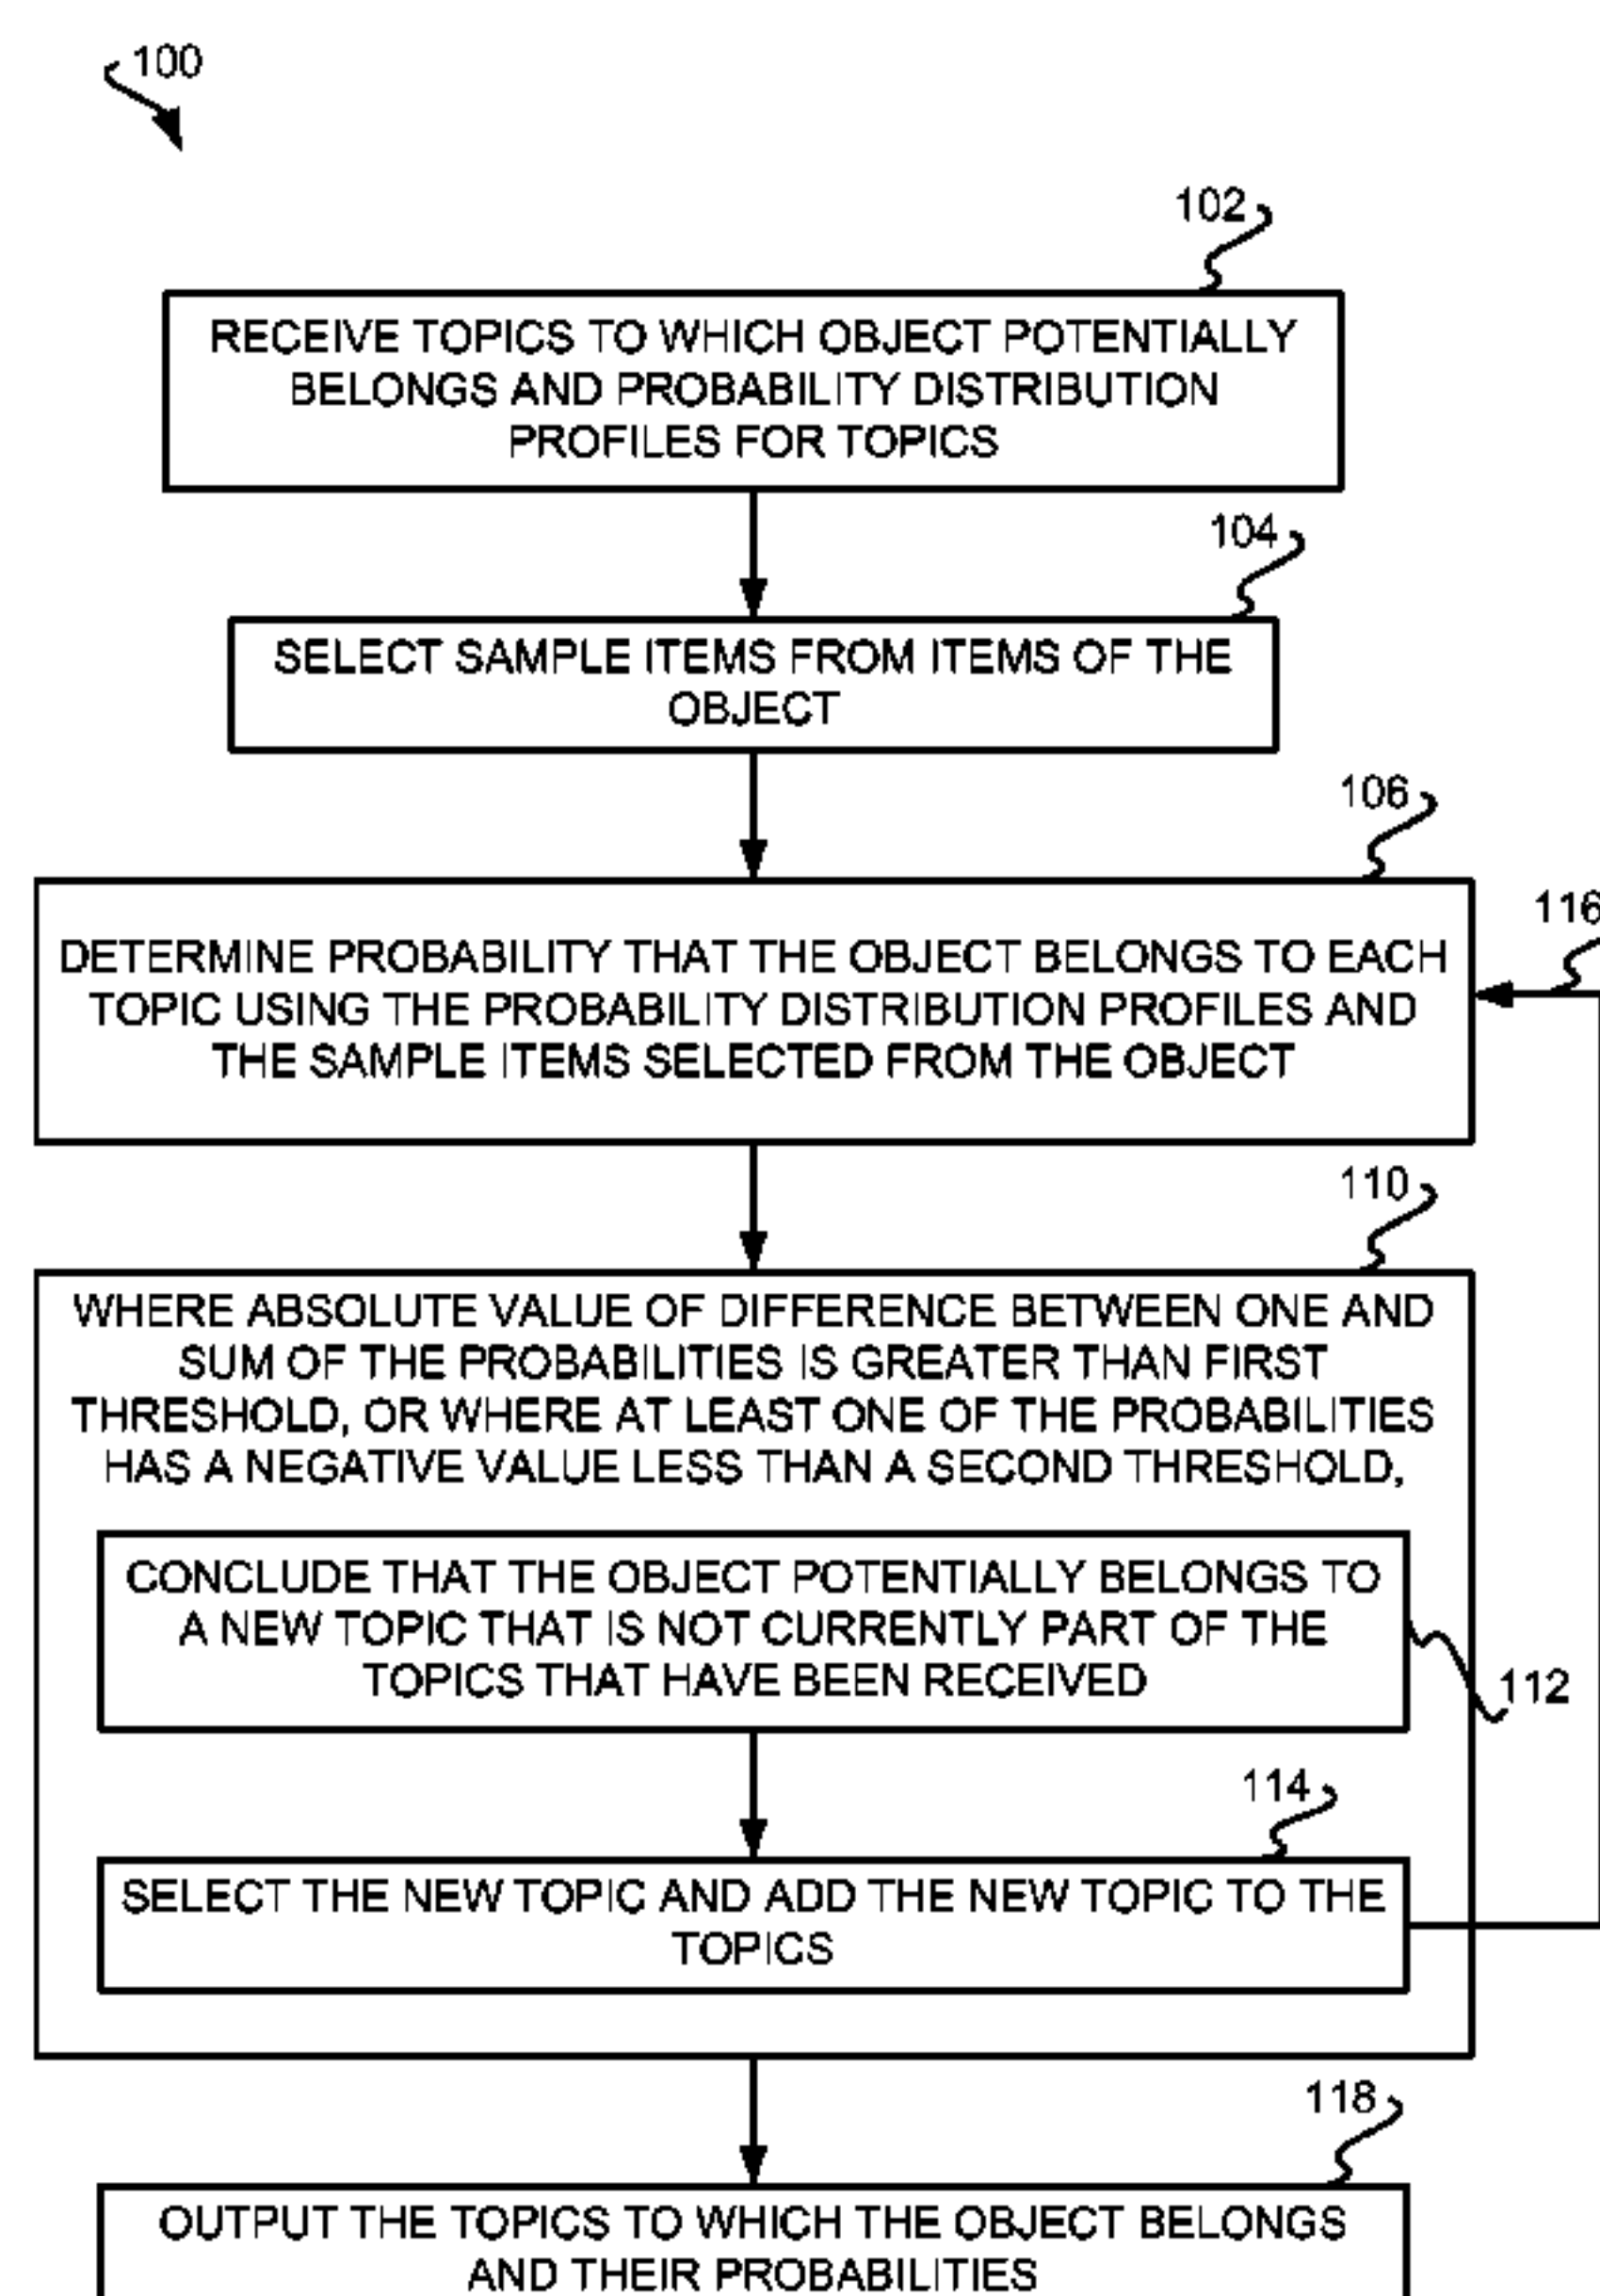 100
102
RECEIVE TOPICS TO WHICH OBJECT POTENTIALLY
BELONGS AND PROBABILITY DISTRIBUTION
PROFILES FOR TOPICS
104
SELECT SAMPLE ITEMS FROM ITEMS OF THE
OBJECT
106
116
DETERMINE PROBABILITY THAT THE OBJECT BELONGS TO EACH
TOPIC USING THE PROBABILITY DISTRIBUTION PROFILES AND
THE SAMPLE ITEMS SELECTED FROM THE OBJECT
110
WHERE ABSOLUTE VALUE OF DIFFERENCE BETWEEN ONE AND
SUM OF THE PROBABILITIES IS GREATER THAN FIRST
THRESHOLD, OR WHERE AT LEAST ONE OF THE PROBABILITIES
HAS A NEGATIVE VALUE LESS THAN A SECOND THRESHOLD,
CONCLUDE THAT THE OBJECT POTENTIALLY BELONGS TO
A NEW TOPIC THAT IS NOT CURRENTLY PART OF THE
TOPICS THAT HAVE BEEN RECEIVED
112
114
SELECT THE NEW TOPIC AND ADD THE NEW TOPIC TO THE
TOPICS
118
OUTPUT THE TOPICS TO WHICH THE OBJECT BELONGS
AND THEIR PROBABILITIES